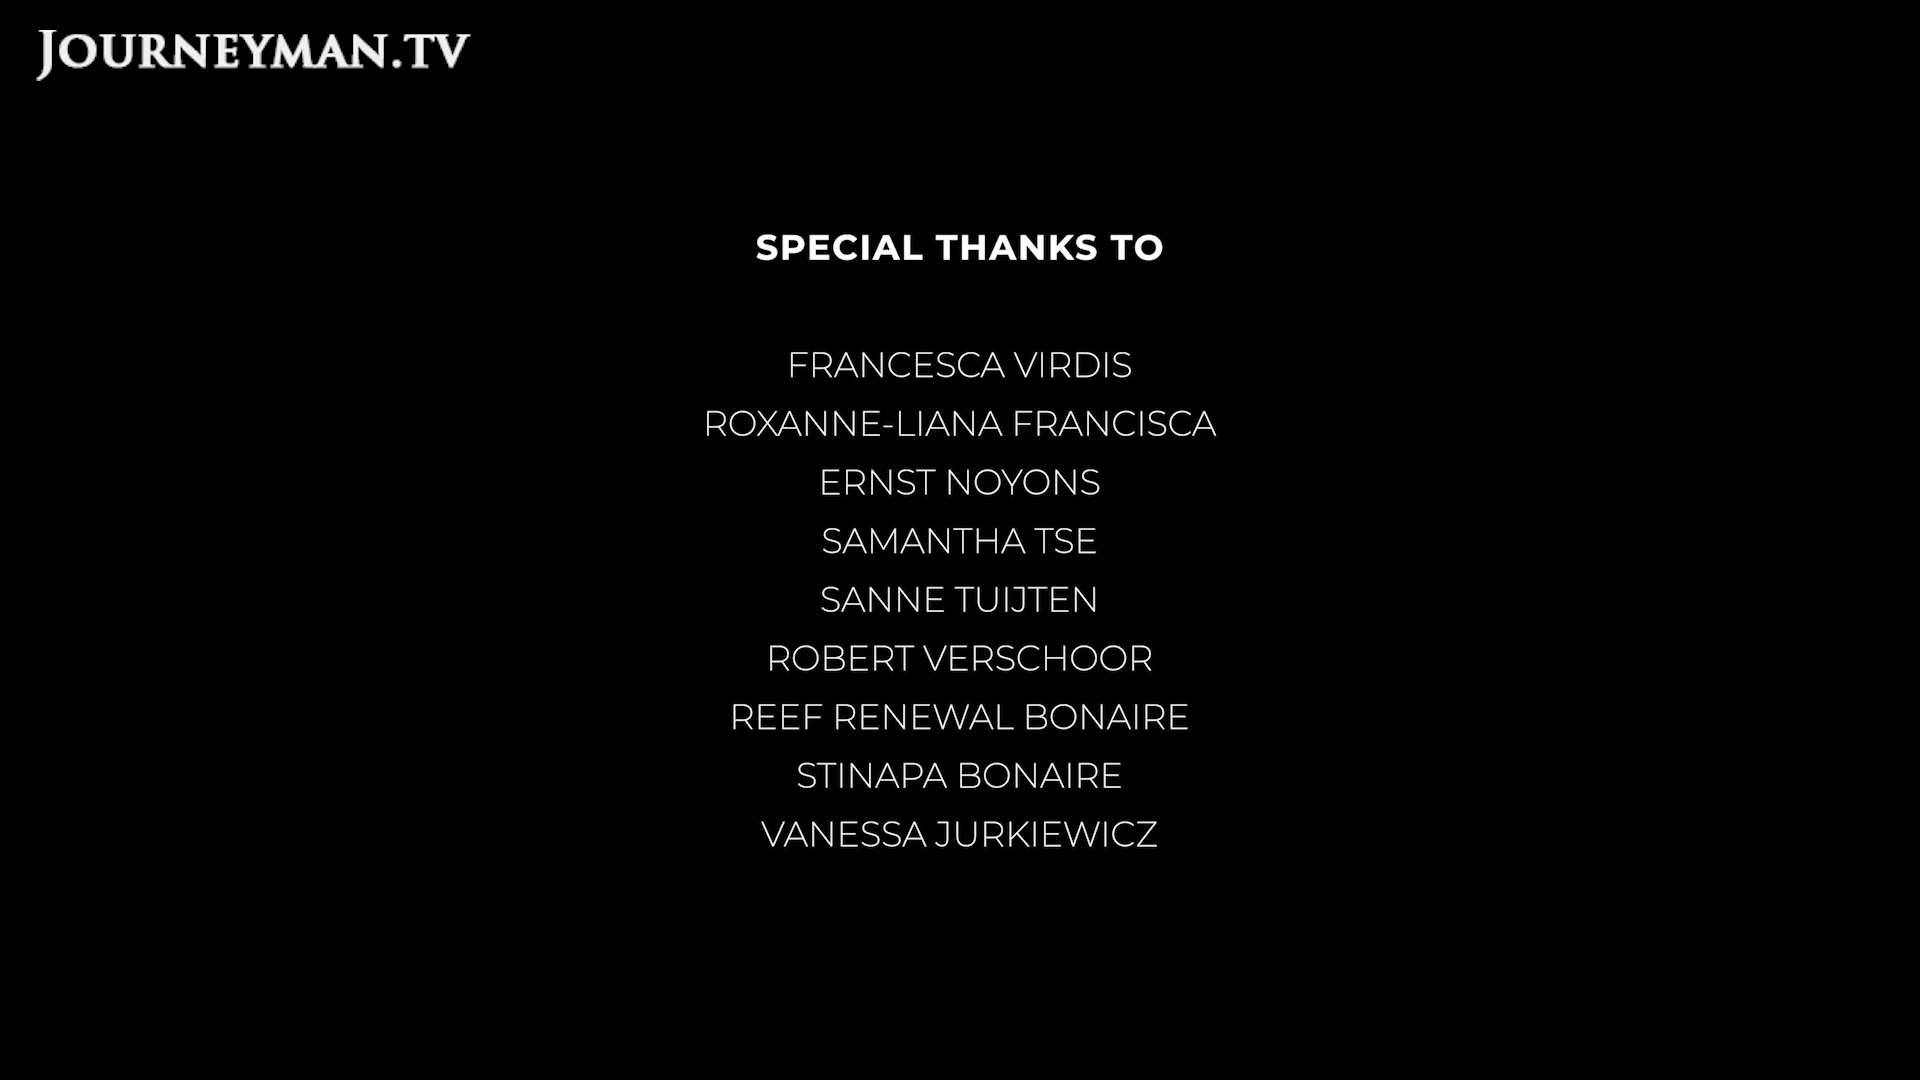 JOURNEYMAN.TV
SPECIAL THANKS TO
FRANCESCA VIRDIS
ROXANNE-LIANA FRANCISCA
ERNST NOYONS
SAMANTHA TSE
SANNE TUIJTEN
ROBERT VERSCHOOR
REEF RENEWAL BONAIRE
STINAPA BONAIRE
VANESSA JURKIEWICZ